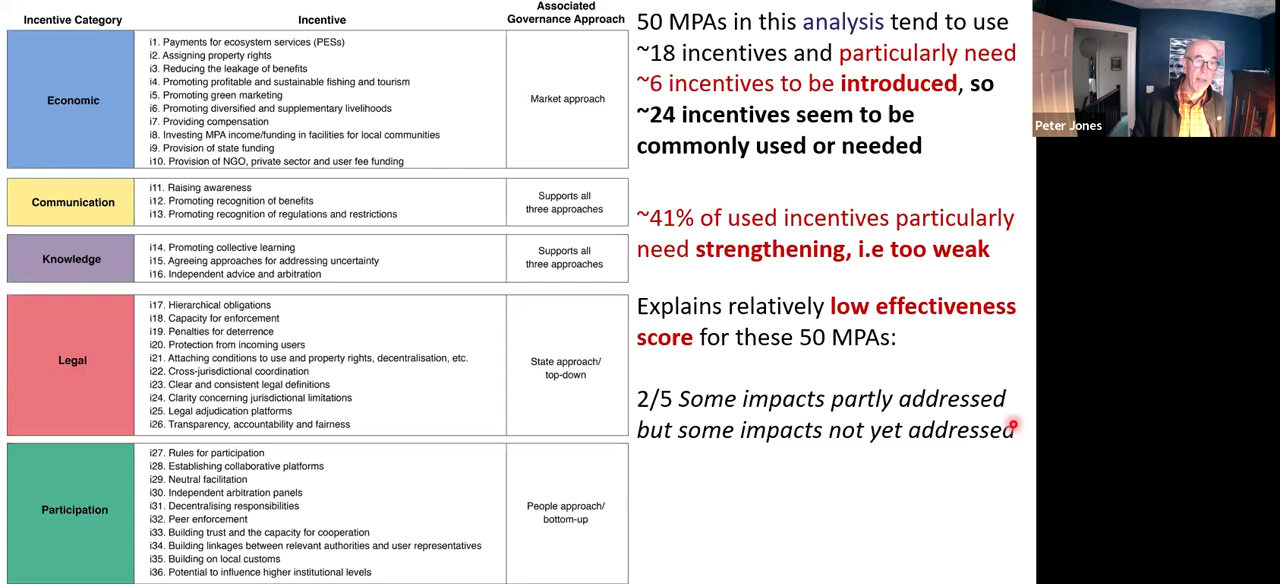 Incentive Category
Incentive
Associated
Governance Approach
Economic
i1. Payments for ecosystem services (PESs)
i2. Assigning property rights
i3. Reducing the leakage of benefits
i4. Promoting profitable and sustainable fishing and tourism
i5. Promoting green marketing
i6. Promoting diversified and supplementary livelihoods
i7. Providing compensation
i8. Investing MPA income/funding in facilities for local communities
i9. Provision of state funding
i10. Provision of NGO, private sector and user fee funding
Market approach
Communication
i11. Raising awareness
i12. Promoting recognition of benefits
i13. Promoting recognition of regulations and restrictions
Supports all
three approaches
Knowledge
i14. Promoting collective learning
i15. Agreeing approaches for addressing uncertainty
i16. Independent advice and arbitration
Supports all
three approaches
Legal
i17. Hierarchical obligations
i18. Capacity for enforcement
i19. Penalties for deterrence
i20. Protection from incoming users
i21. Attaching conditions to use and property rights, decentralisation, etc.
i22. Cross-jurisdictional coordination
i23. Clear and consistent legal definitions
i24. Clarity concerning jurisdictional limitations
i25. Legal adjudication platforms
i26. Transparency, accountability and fairness
State approach/
top-down
Participation
i27. Rules for participation
i28. Establishing collaborative platforms
i29. Neutral facilitation
i30. Independent arbitration panels
i31. Decentralising responsibilities
i32. Peer enforcement
i33. Building trust and the capacity for cooperation
i34. Building linkages between relevant authorities and user representatives
i35. Building on local customs
i36. Potential to influence higher institutional levels
People approach/
bottom-up
50 MPAs in this analysis tend to use
~18 incentives and particularly need
~6 incentives to be introduced, so
~24 incentives seem to be
commonly used or needed
~41% of used incentives particularly
need strengthening, i.e too weak
Explains relatively low effectiveness
score for these 50 MPAs:
2/5 Some impacts partly addressed
but some impacts not yet addressed
Peter Jones